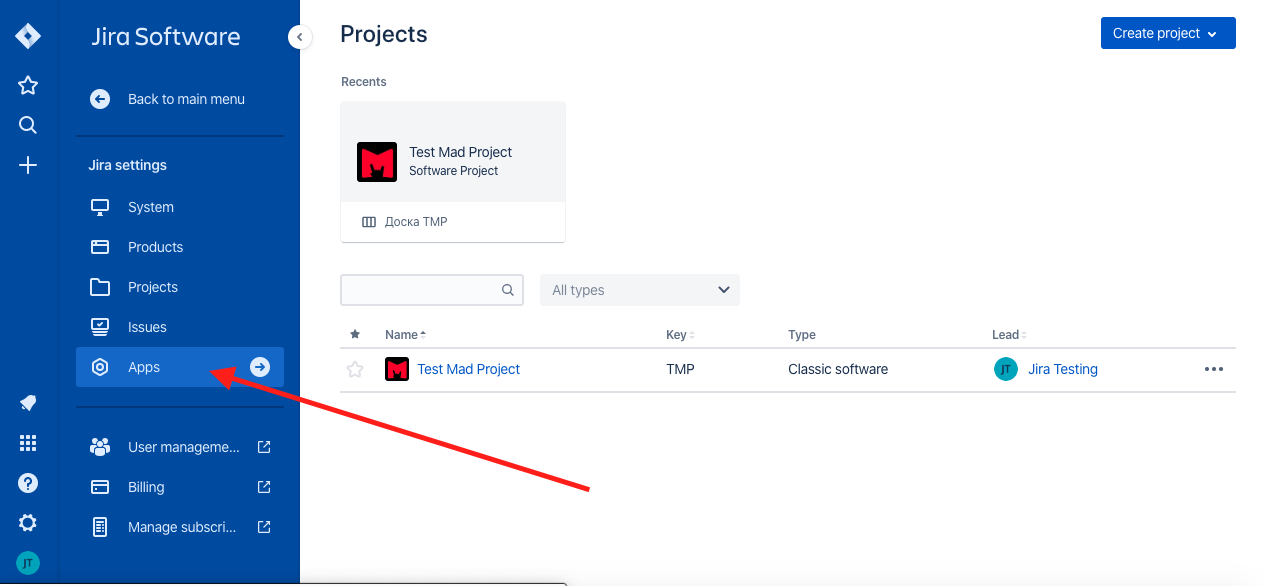 Jira Software
Back to main menu
Jira settings
System
Products
Projects
Issues
Apps
User manageme...
Billing
Manage subscri...
JT
Projects
Create project
Recents
Test Mad Project
Software Project
Доска TMP
All types
Name
Key
Type
Lead
Test Mad Project
TMP
Classic software
JT
Jira Testing